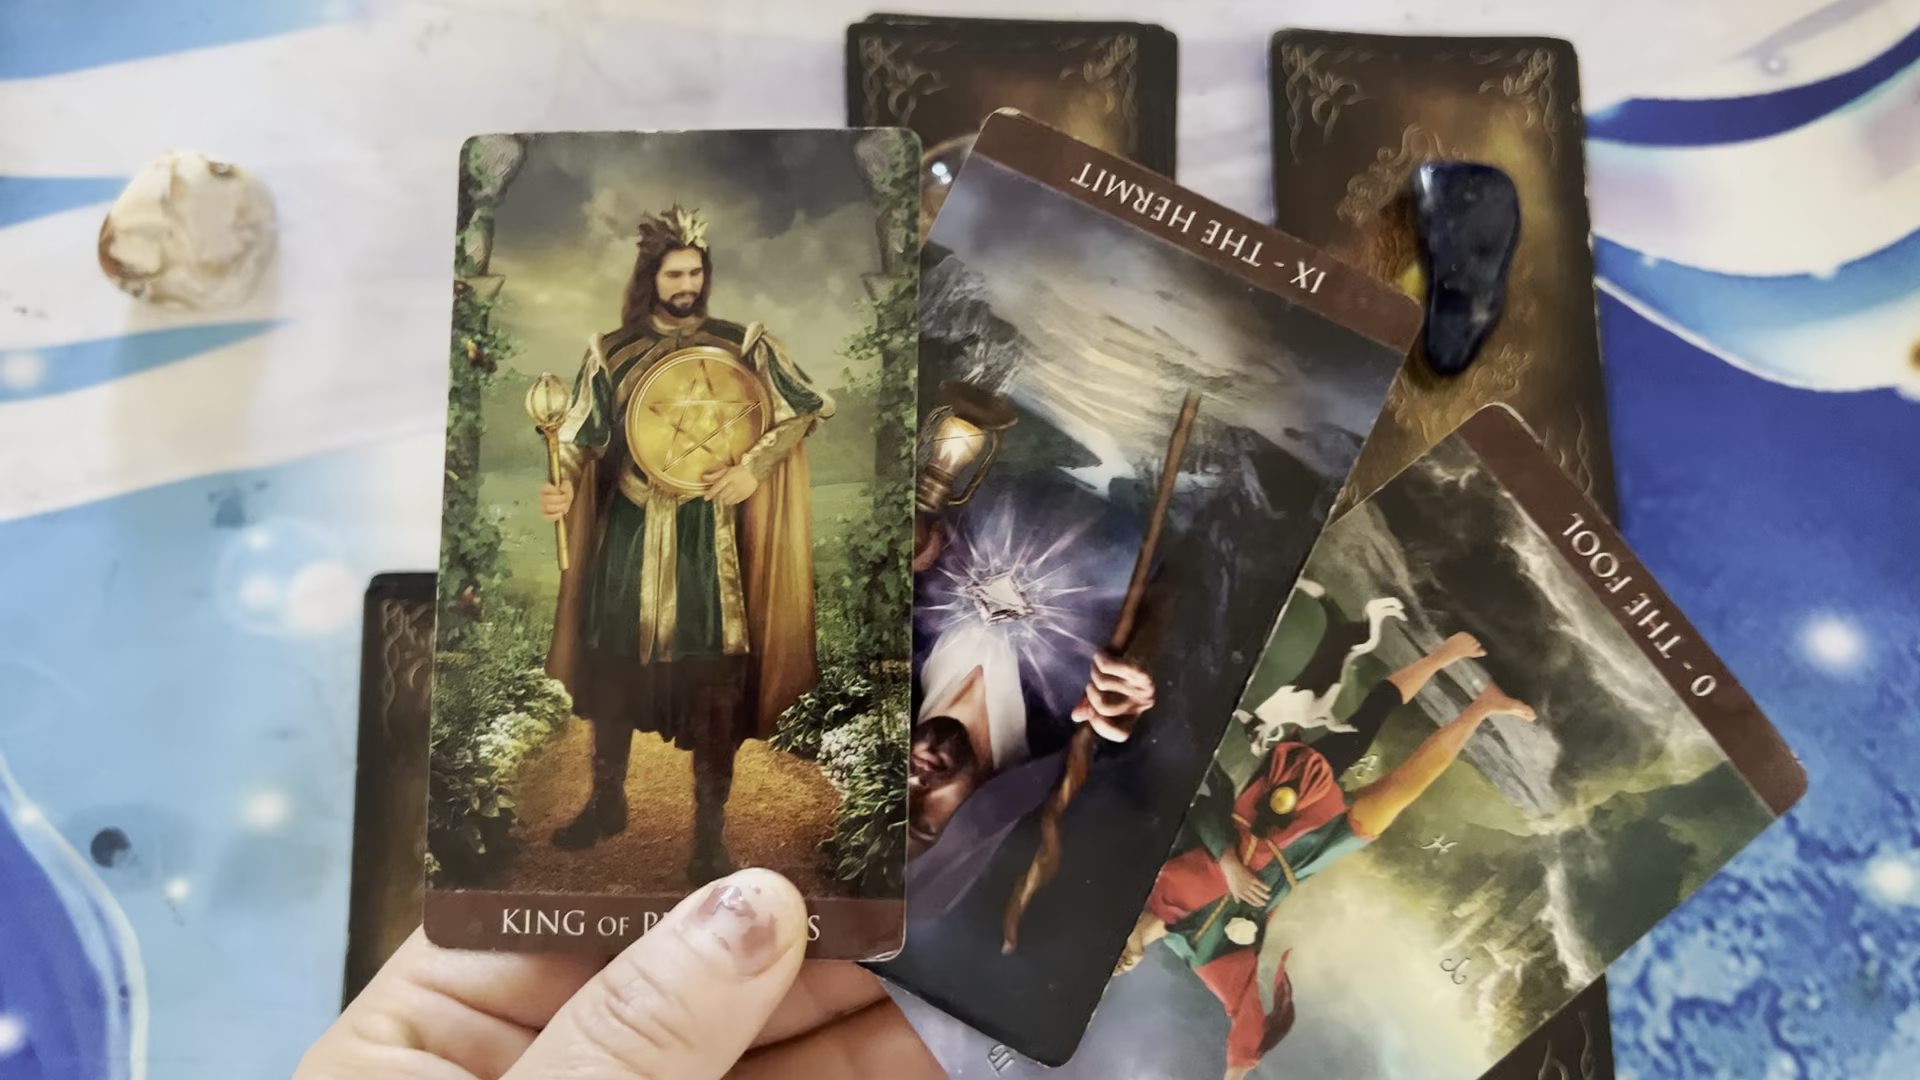 IX - THE HERMIT
0 - THE FOOL
KING OF P S